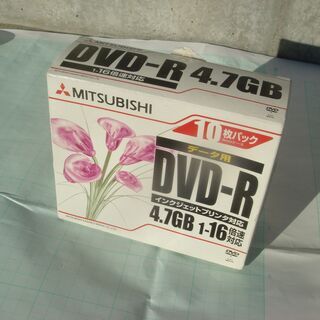 DVD-R 4.7GB
1-16倍速対応
DVD
MITSUBISHI
10枚パック
データ用
DVD-R
インクジェットプリンタ対応
4.7GB 1-16倍速対応
DVD